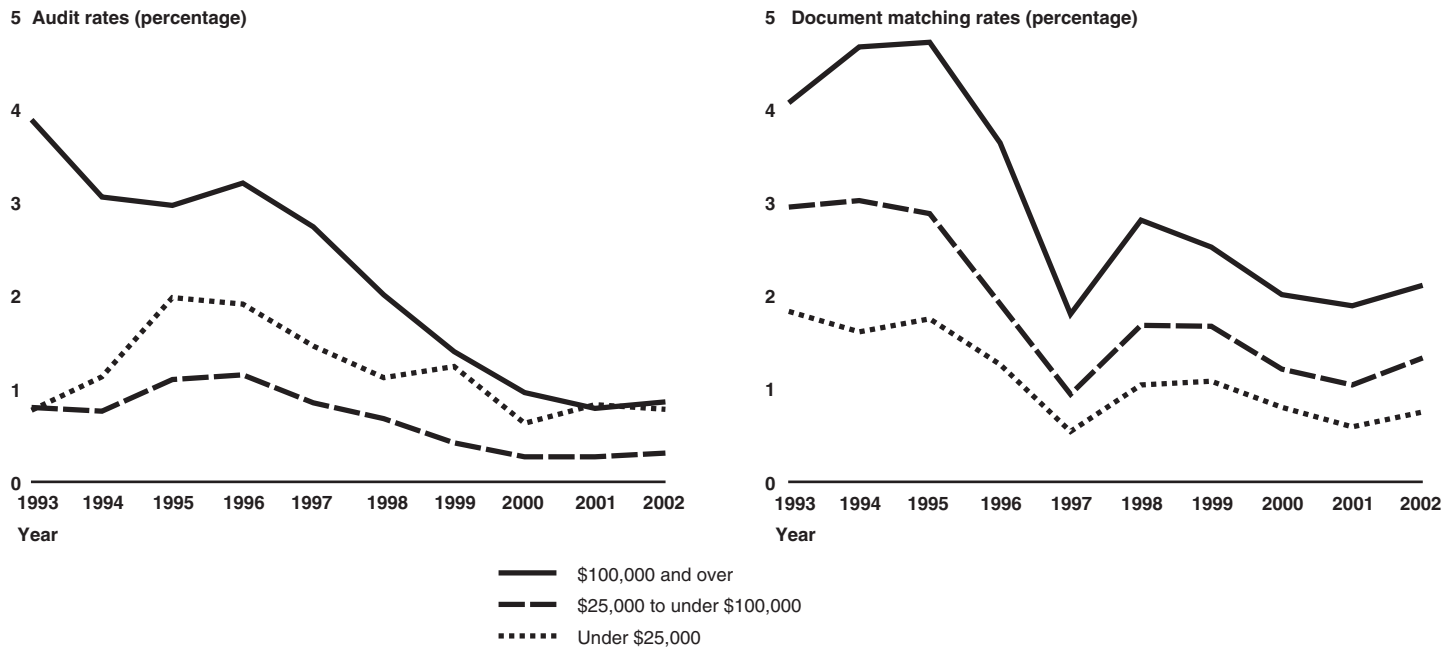 5 Audit rates (percentage)
4
3
2
1
0
1993 1994 1995 1996 1997 1998 1999 2000 2001 2002
Year
5 Document matching rates (percentage)
4
3
2
1
0
1993 1994 1995 1996 1997 1998 1999 2000 2001 2002
Year
$100,000 and over
$25,000 to under $100,000
Under $25,000